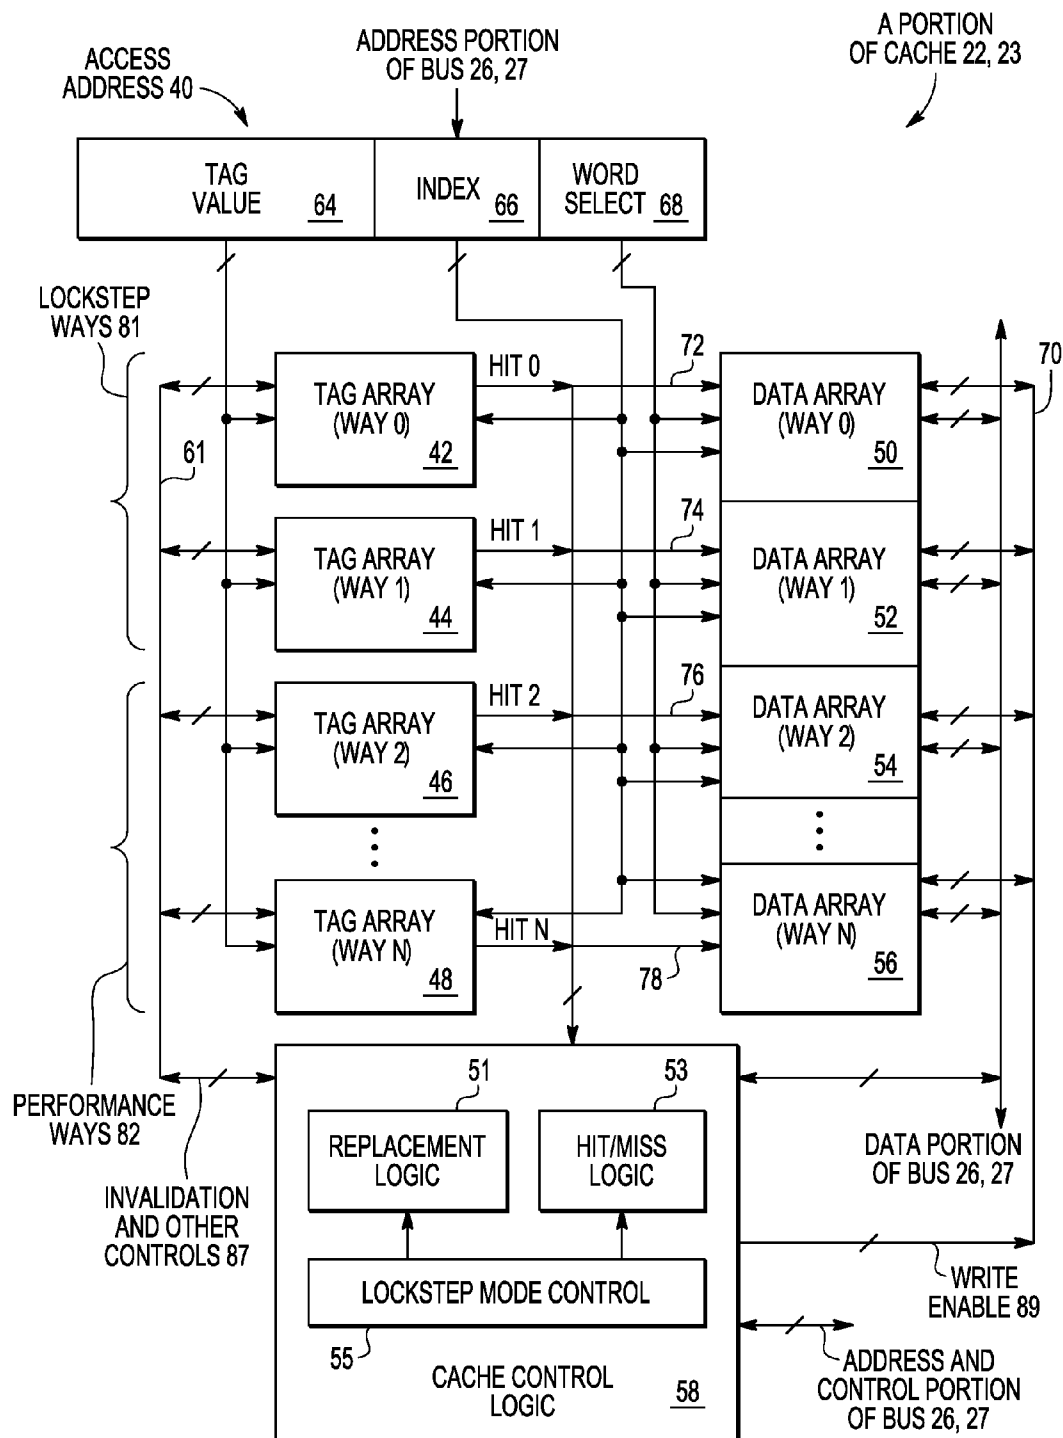 A PORTION
OF CACHE 22, 23
ADDRESS PORTION
OF BUS 26, 27
ACCESS
ADDRESS 40
TAG
VALUE 64
INDEX 66
WORD
SELECT 68
LOCKSTEP
WAYS 81
61
TAG ARRAY
(WAY 0)
42
HIT 0
72
DATA ARRAY
(WAY 0)
50
70
TAG ARRAY
(WAY 1)
44
HIT 1
74
DATA ARRAY
(WAY 1)
52
TAG ARRAY
(WAY 2)
46
HIT 2
76
DATA ARRAY
(WAY 2)
54
TAG ARRAY
(WAY N)
48
HIT N
78
DATA ARRAY
(WAY N)
56
PERFORMANCE
WAYS 82
INVALIDATION
AND OTHER
CONTROLS 87
51
REPLACEMENT
LOGIC
53
HIT/MISS
LOGIC
LOCKSTEP MODE CONTROL
55
CACHE CONTROL
LOGIC
58
DATA PORTION
OF BUS 26, 27
WRITE
ENABLE 89
ADDRESS AND
CONTROL PORTION
OF BUS 26, 27